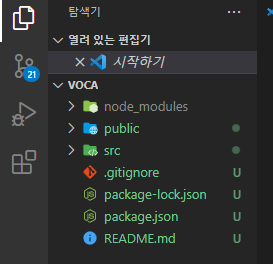 탐색기 ...
열려 있는 편집기
시작하기
VOCA
node_modules
public
src
.gitignore U
package-lock.json U
package.json U
README.md U
21